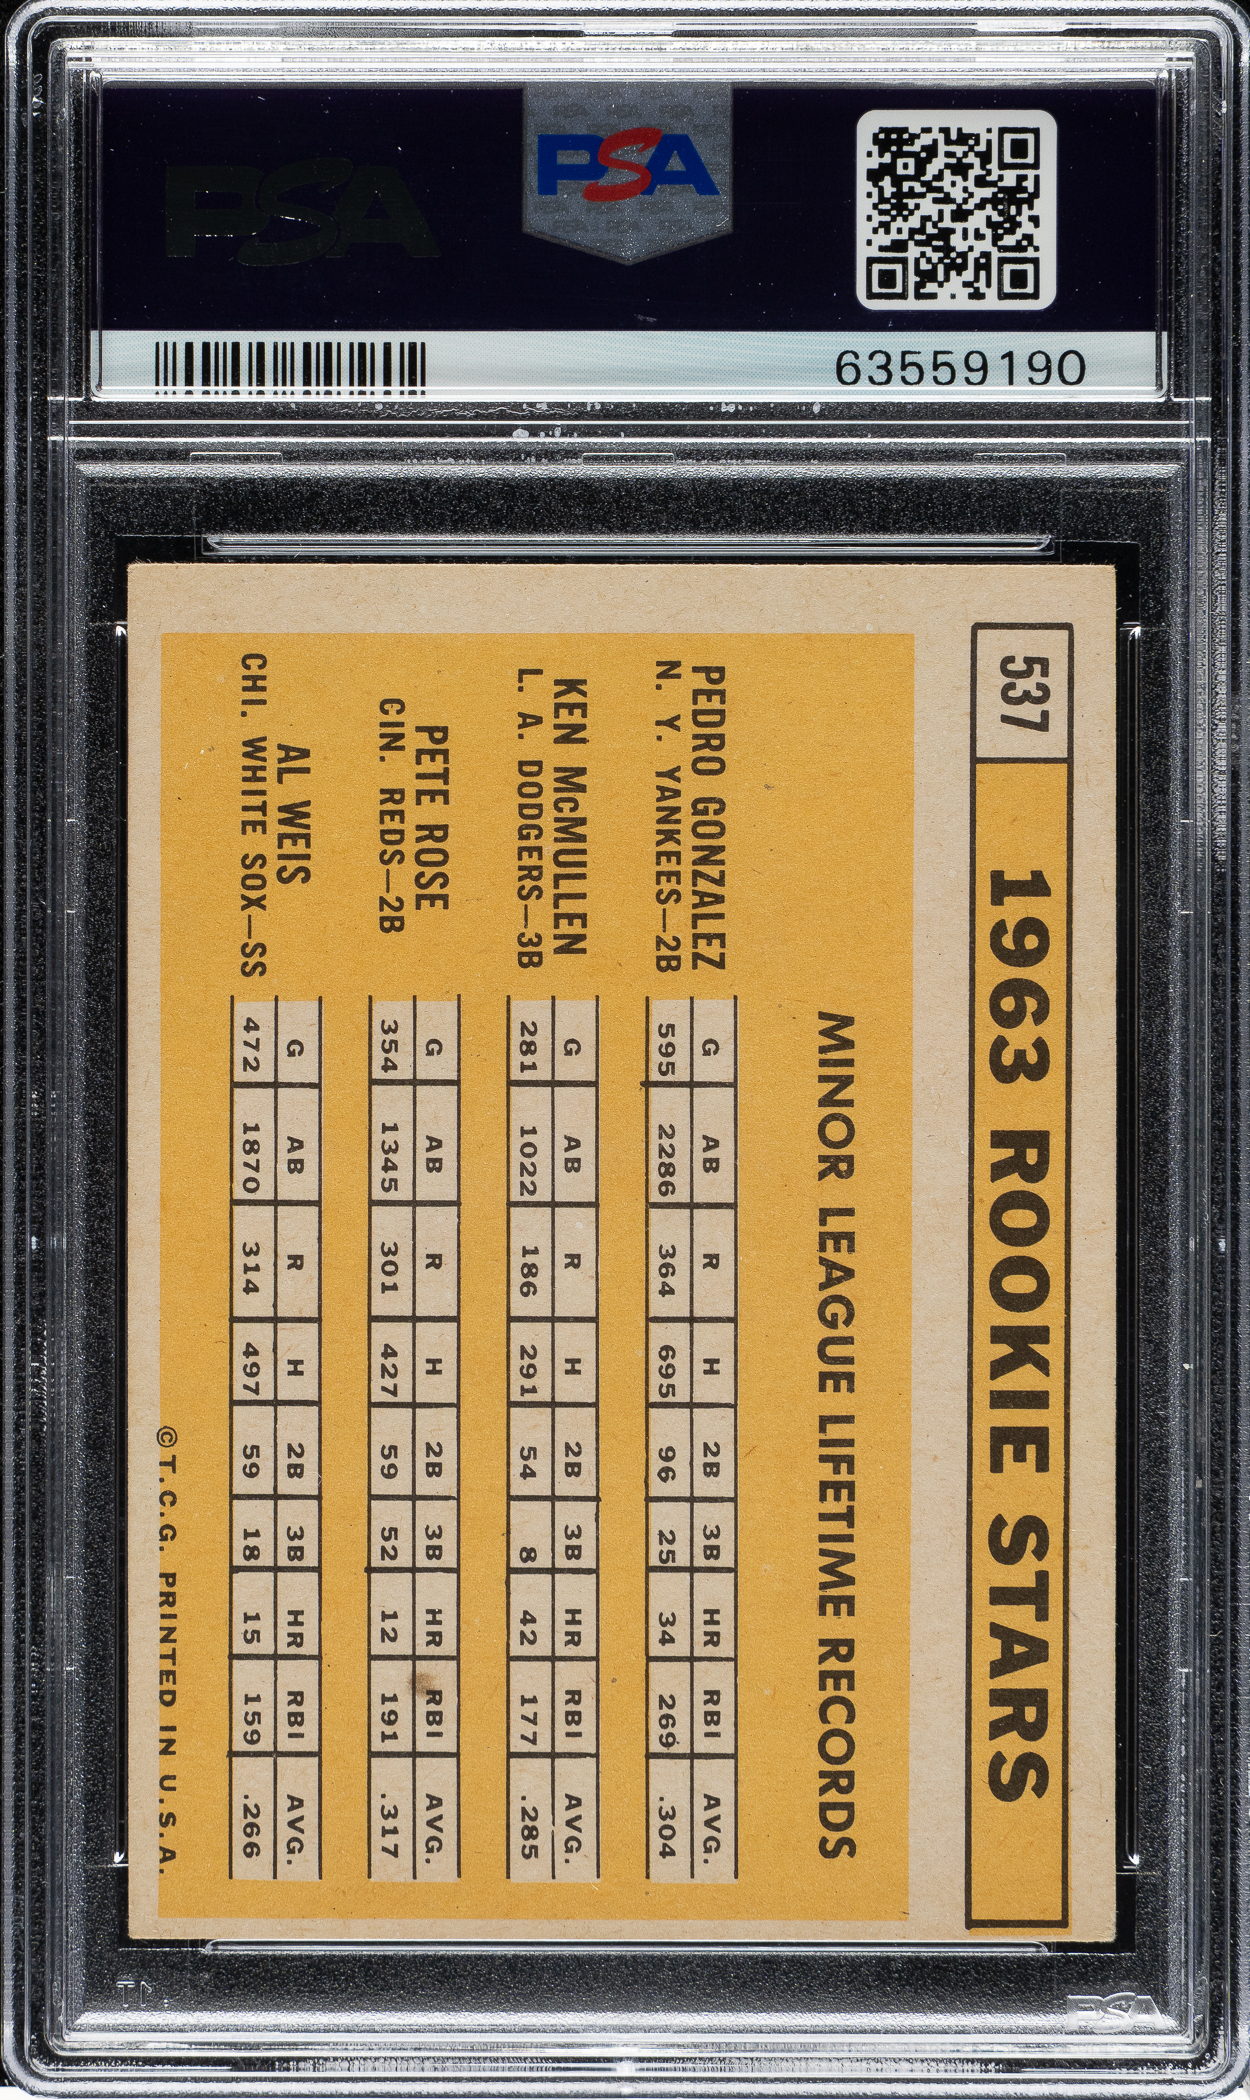 PSA
PSA
63559190
537
1963 ROOKIE STARS
MINOR LEAGUE LIFETIME RECORDS
PEDRO GONZALEZ
N. Y. YANKEES—2B
G AB R H 2B 3B HR RBI AVG.
595 2286 364 695 96 25 34 269 .304
KEN McMULLEN
L. A. DODGERS—3B
G AB R H 2B 3B HR RBI AVG.
281 1022 186 291 54 8 42 177 .285
PETE ROSE
CIN. REDS—2B
G AB R H 2B 3B HR RBI AVG.
354 1345 301 427 59 52 12 191 .317
AL WEIS
CHI. WHITE SOX—SS
G AB R H 2B 3B HR RBI AVG.
472 1870 314 497 59 18 15 159 .266
© T.C.G. PRINTED IN U.S.A.
PSA